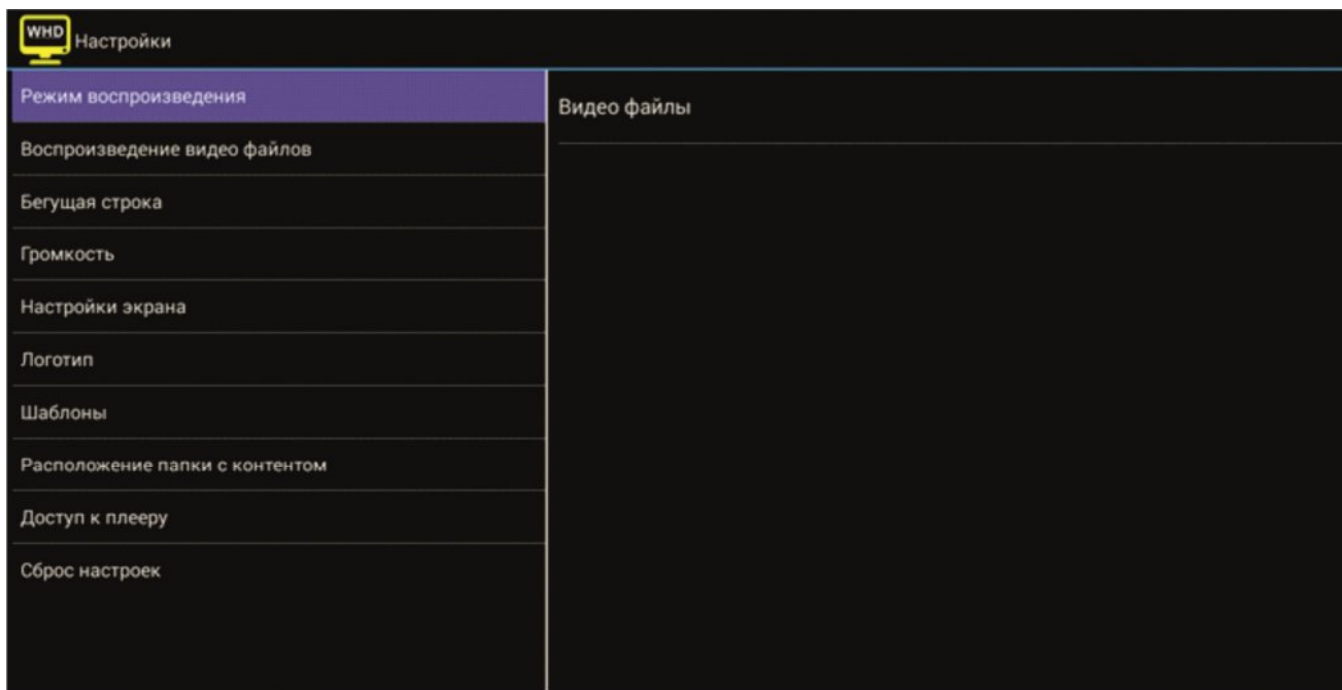 WHD
Настройки
Режим воспроизведения
Воспроизведение видео файлов
Бегущая строка
Громкость
Настройки экрана
Логотип
Шаблоны
Расположение папки с контентом
Доступ к плееру
Сброс настроек
Видео файлы